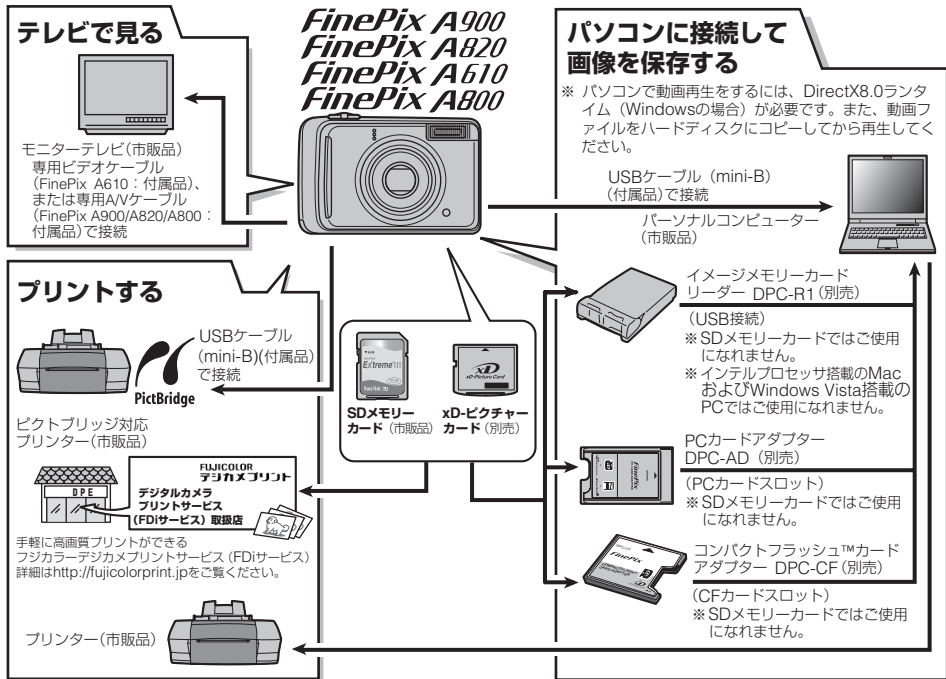 FinePix A900
FinePix A820
FinePix A610
FinePix A800
テレビで見る
モニターテレビ(市販品)
専用ビデオケーブル
(FinePix A610：付属品)、
または専用A/Vケーブル
(FinePix A900/A820/A800：
付属品)で接続
プリントする
USBケーブル
(mini-B)(付属品)
で接続
PictBridge
ピクトブリッジ対応
プリンター(市販品)
DPE
FUJICOLOR
デジカメプリント
デジタルカメラ
プリントサービス
(FDiサービス) 取扱店
手軽に高画質プリントができる
フジカラーデジカメプリントサービス(FDiサービス)
詳細はhttp://fujicolorprint.jpをご覧ください。
プリンター(市販品)
Extreme III
SanDisk
SDメモリー
カード (市販品)
xD
xD-Picture Card
xD-ピクチャー
カード (別売)
パソコンに接続して
画像を保存する
※ パソコンで動画再生をするには、DirectX8.0ランタ
イム（Windowsの場合）が必要です。また、動画フ
ァイルをハードディスクにコピーしてから再生してく
ださい。
USBケーブル（mini-B）
(付属品)で接続
パーソナルコンピューター
(市販品)
イメージメモリーカード
リーダー DPC-R1(別売)
(USB接続)
※SDメモリーカードではご使用
になれません。
※インテルプロセッサ搭載のMac
およびWindows Vista搭載の
PCではご使用になれません。
FinePix
PCカードアダプター
DPC-AD (別売)
(PCカードスロット)
※SDメモリーカードではご使用
になれません。
FinePix
コンパクトフラッシュ™カード
アダプター DPC-CF(別売)
(CFカードスロット)
※SDメモリーカードではご使用
になれません。